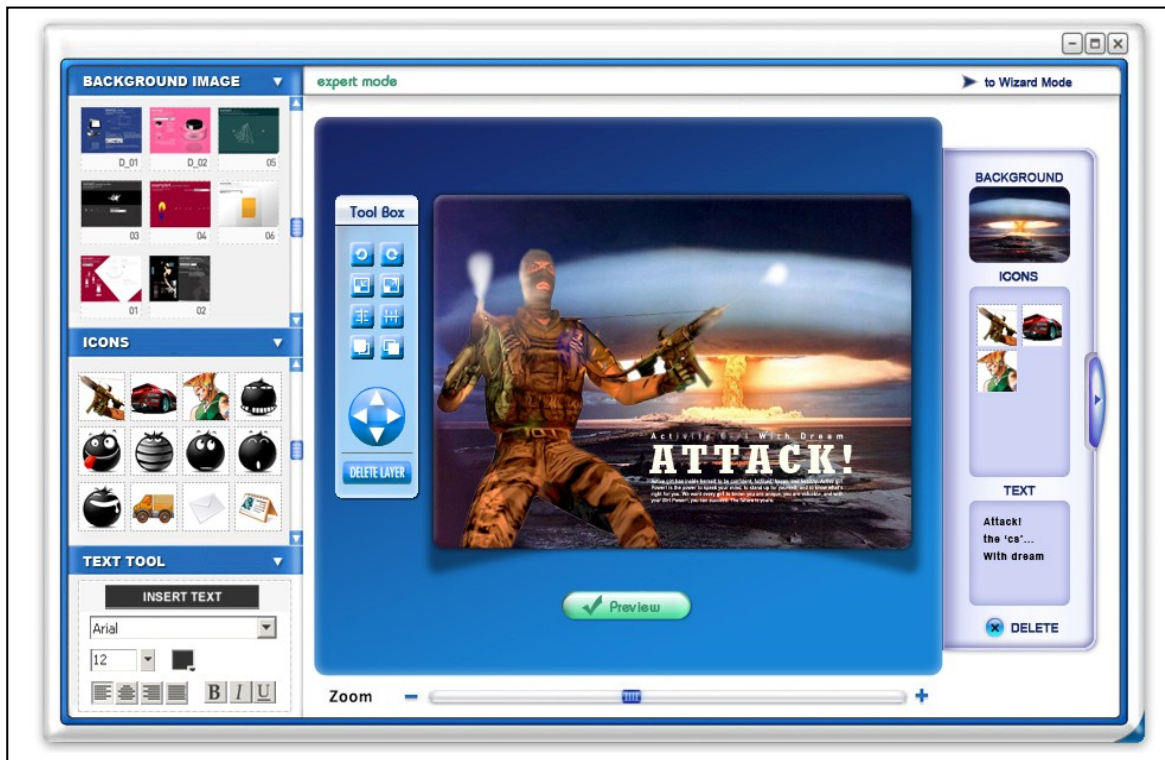 BACKGROUND IMAGE
D_01
D_02
05
03
04
06
01
02
ICONS
TEXT TOOL
INSERT TEXT
Arial
12
B I U
expert mode
to Wizard Mode
Tool Box
DELETE LAYER
With Dream
ATTACK!
Preview
Zoom
BACKGROUND
ICONS
TEXT
Attack!
the ‘cs’...
With dream
DELETE